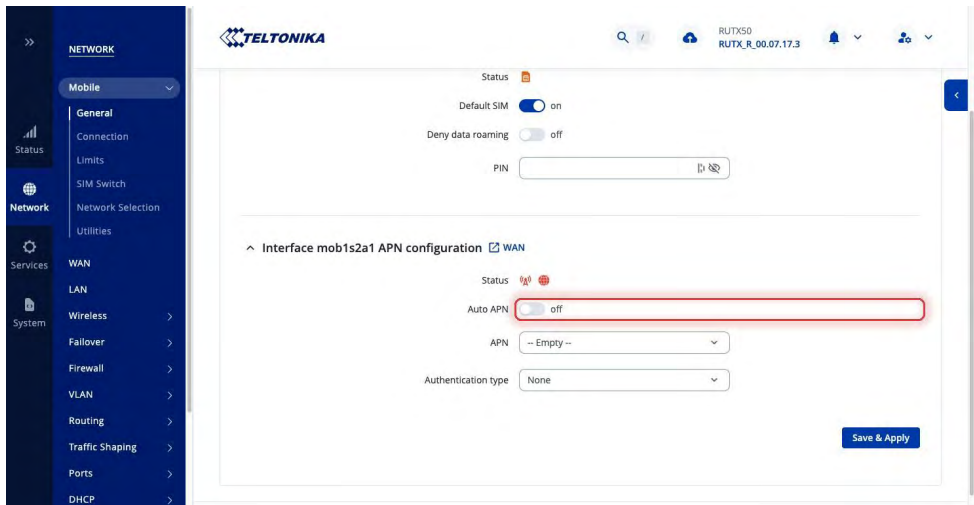 TELTONIKA
/
RUTX50
RUTX_R_00.07.17.3
Status
Network
Services
System
NETWORK
Mobile
General
Connection
Limits
SIM Switch
Network Selection
Utilities
WAN
LAN
Wireless
Failover
Firewall
VLAN
Routing
Traffic Shaping
Ports
DHCP
Status
Default SIM on
Deny data roaming off
PIN
Interface mob1s2a1 APN configuration WAN
Status
Auto APN off
APN -- Empty --
Authentication type None
Save & Apply